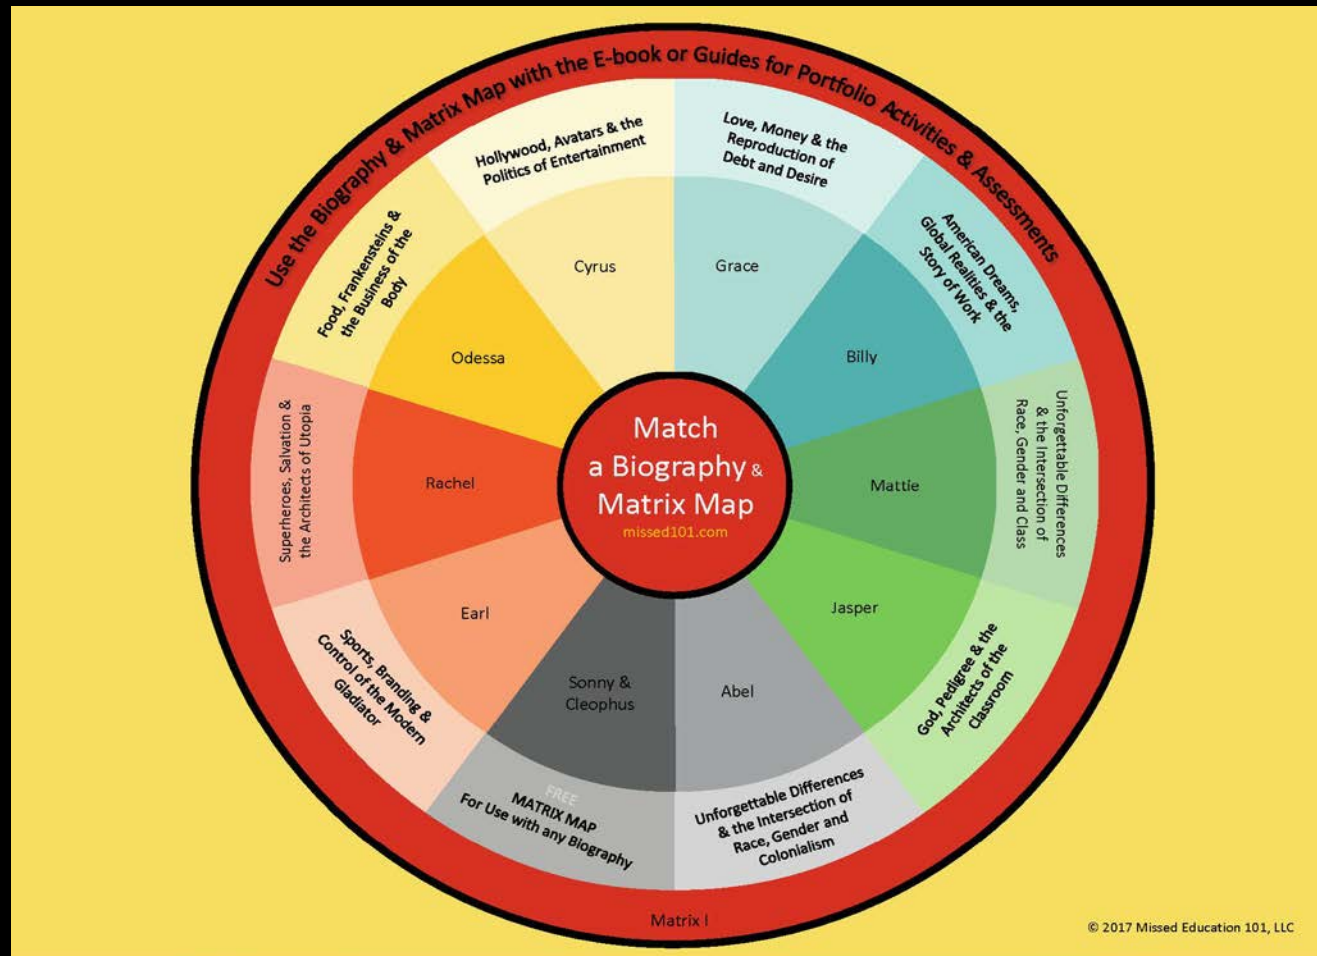 Use the Biography & Matrix Map with the E-book or Guides for Portfolio Activities & Assessments
Hollywood, Avatars & the
Politics of Entertainment
Cyrus
Love, Money & the
Reproduction of
Debt and Desire
Grace
American Dreams,
Global Realities & the
Story of Work
Billy
Unforgettable Differences
& the Intersection of
Race, Gender and Class
Mattie
God, Pedigree & the
Architects of the
Classroom
Jasper
Unforgettable Differences
& the Intersection of
Race, Gender and
Colonialism
Abel
FREE
MATRIX MAP
For Use with any Biography
Sonny &
Cleophus
Sports, Branding &
Control of the Modern
Gladiator
Earl
Superheroes, Salvation &
the Architects of Utopia
Rachel
Food, Frankensteins &
the Business of the
Body
Odessa
Match
a Biography &
Matrix Map
missed101.com
Matrix I
© 2017 Missed Education 101, LLC